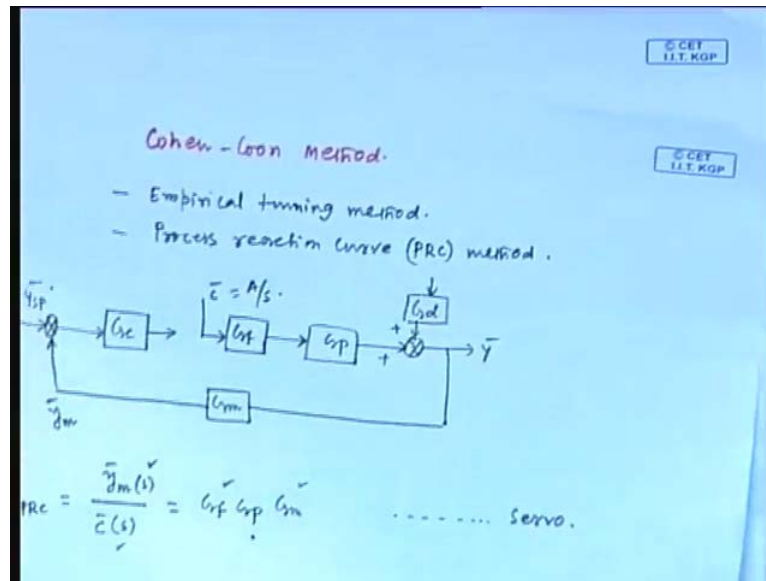 © CET
I.I.T. KGP
Cohen-Coon method.
© CET
I.I.T. KGP
- Empirical tunning method.
- Process reaction curve (PRC) method.
c̄ = A/s.
Gd
ȳsp
Gc
Gf
Gp
+
+
ȳ
Gm
ȳm
PRC = ȳm(s) / c̄(s) = Gf Gp Gm ........ servo.